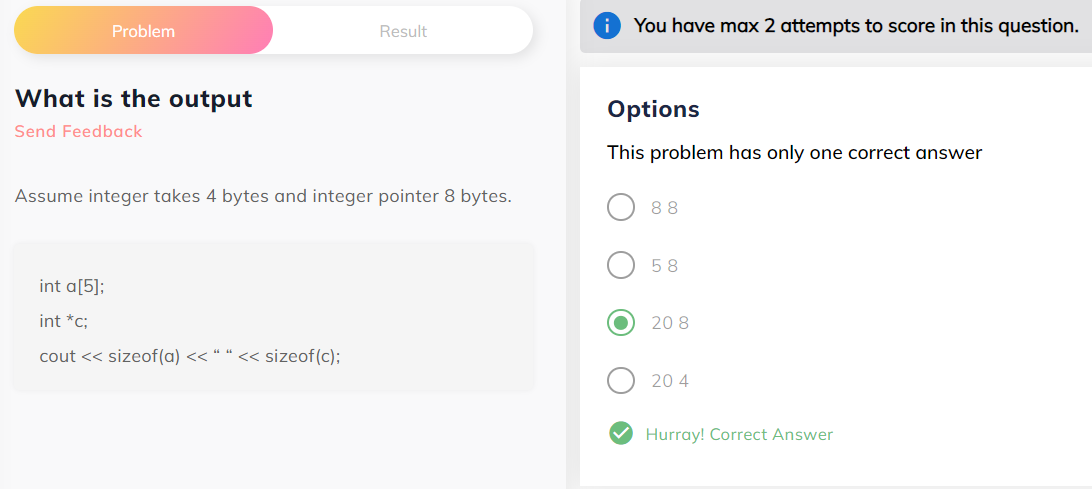 Problem
Result
What is the output
Send Feedback
Assume integer takes 4 bytes and integer pointer 8 bytes.
int a[5];
int *c;
cout << sizeof(a) << “ “ << sizeof(c);
You have max 2 attempts to score in this question.
Options
This problem has only one correct answer
8 8
5 8
20 8
20 4
Hurray! Correct Answer